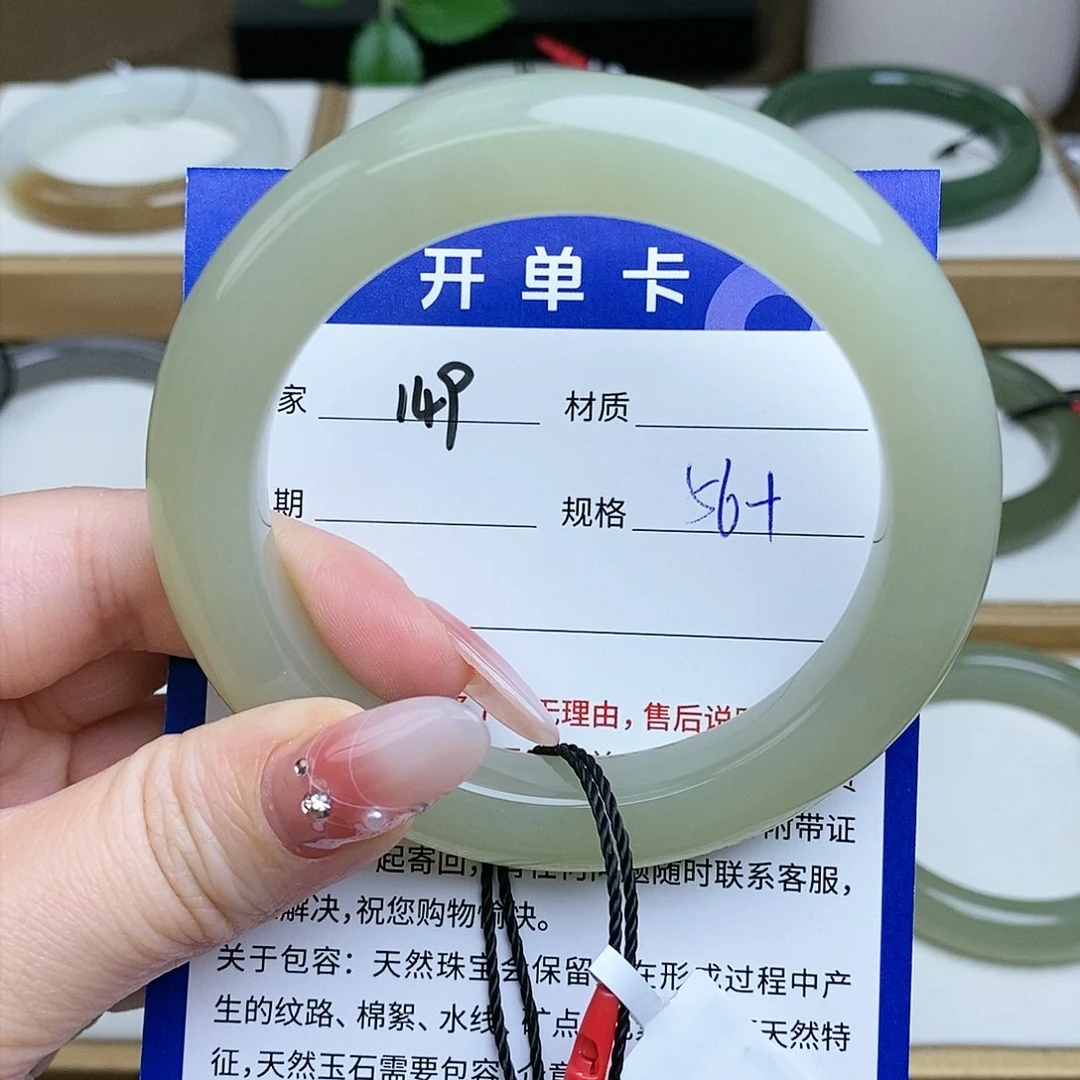 开单卡
家 149 材质
期 规格 56+
无理由，售后说
附带证
起寄回，有任何问题随时联系客服，
解决，祝您购物愉快。
关于包容：天然珠宝会保留 在形成过程中产
生的纹路、棉絮、水线、矿点 天然特
征，天然玉石需要包容